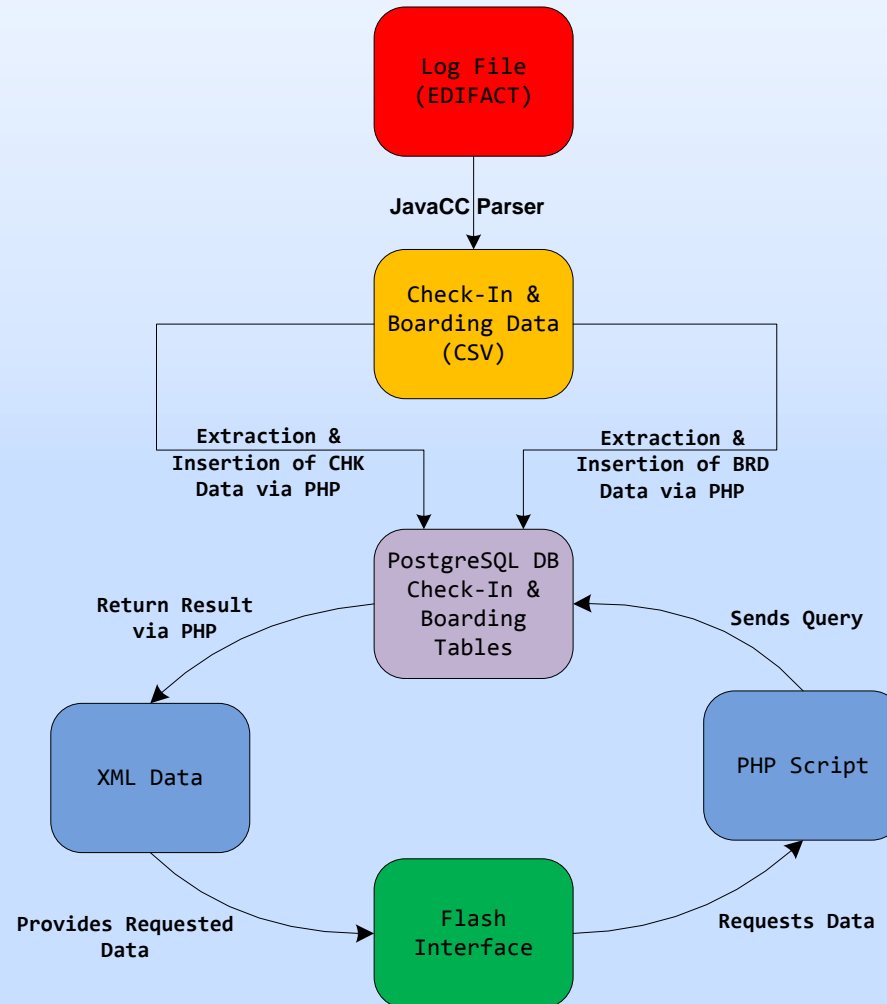 Log File
(EDIFACT)
JavaCC Parser
Check-In &
Boarding Data
(CSV)
Extraction &
Insertion of CHK
Data via PHP
Extraction &
Insertion of BRD
Data via PHP
PostgreSQL DB
Check-In &
Boarding
Tables
Return Result
via PHP
Sends Query
XML Data
PHP Script
Provides Requested
Data
Flash
Interface
Requests Data